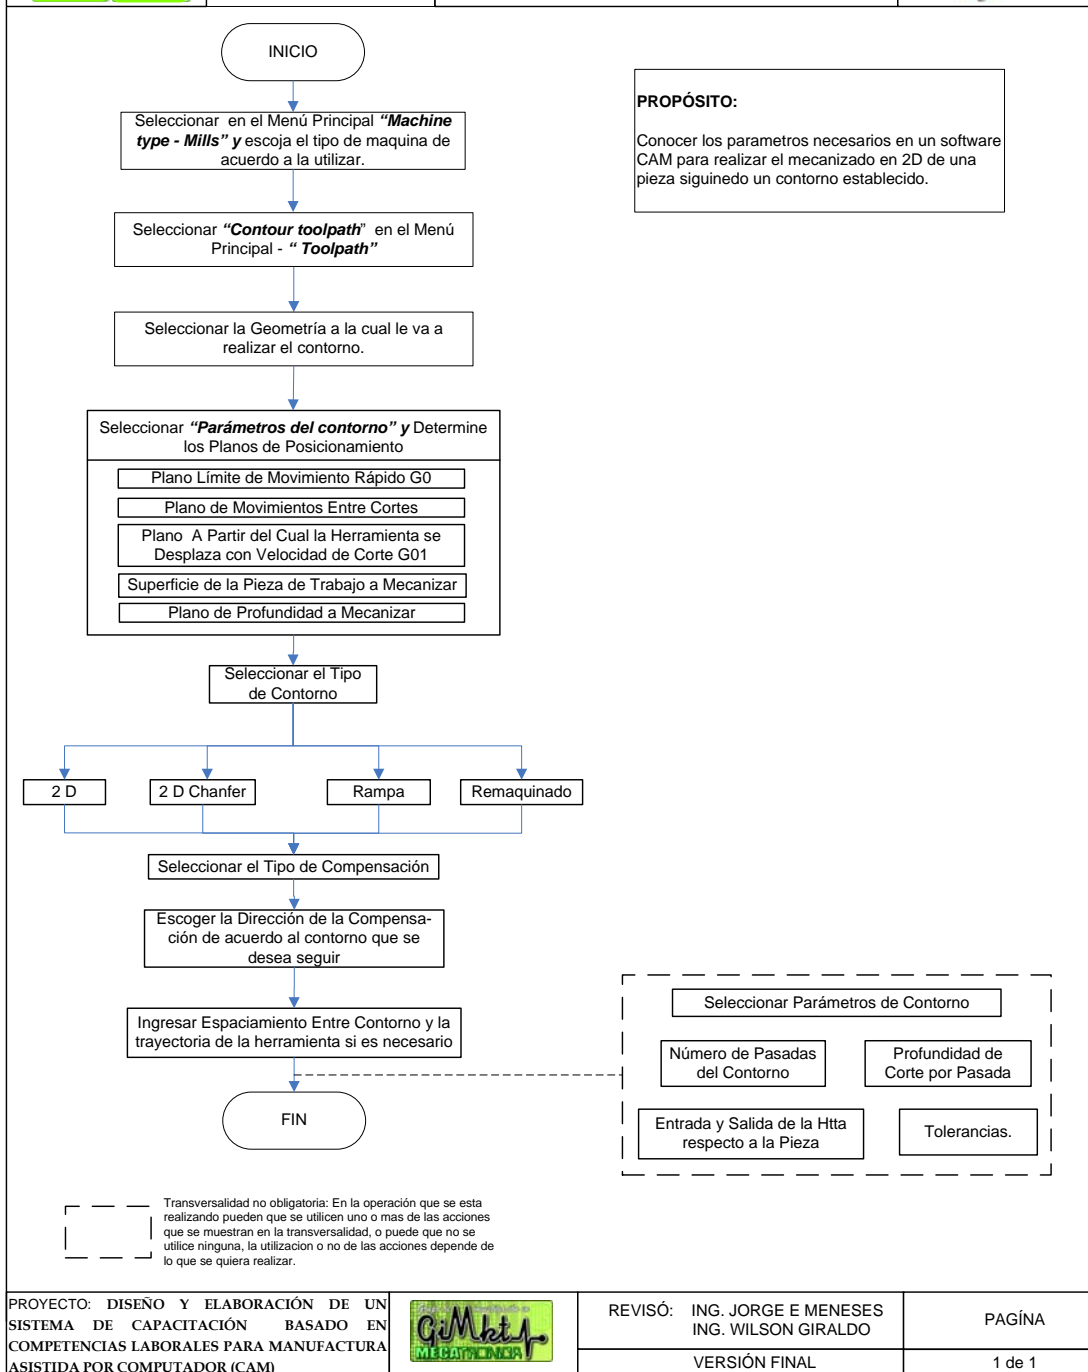 INICIO
Seleccionar en el Menú Principal “Machine
type - Mills” y escoja el tipo de maquina de
acuerdo a la utilizar.
PROPÓSITO:
Conocer los parametros necesarios en un software
CAM para realizar el mecanizado en 2D de una
pieza siguinedo un contorno establecido.
Seleccionar “Contour toolpath” en el Menú
Principal - “ Toolpath”
Seleccionar la Geometría a la cual le va a
realizar el contorno.
Seleccionar “Parámetros del contorno” y Determine
los Planos de Posicionamiento
Plano Límite de Movimiento Rápido G0
Plano de Movimientos Entre Cortes
Plano A Partir del Cual la Herramienta se
Desplaza con Velocidad de Corte G01
Superficie de la Pieza de Trabajo a Mecanizar
Plano de Profundidad a Mecanizar
Seleccionar el Tipo
de Contorno
2 D
2 D Chanfer
Rampa
Remaquinado
Seleccionar el Tipo de Compensación
Escoger la Dirección de la Compensa-
ción de acuerdo al contorno que se
desea seguir
Ingresar Espaciamiento Entre Contorno y la
trayectoria de la herramienta si es necesario
FIN
Seleccionar Parámetros de Contorno
Número de Pasadas
del Contorno
Profundidad de
Corte por Pasada
Entrada y Salida de la Htta
respecto a la Pieza
Tolerancias.
Transversalidad no obligatoria: En la operación que se esta
realizando pueden que se utilicen uno o mas de las acciones
que se muestran en la transversalidad, o puede que no se
utilice ninguna, la utilizacion o no de las acciones depende de
lo que se quiera realizar.
PROYECTO: DISEÑO Y ELABORACIÓN DE UN
SISTEMA DE CAPACITACIÓN BASADO EN
COMPETENCIAS LABORALES PARA MANUFACTURA
ASISTIDA POR COMPUTADOR (CAM)
GiMkt
MECATRONICA
REVISÓ: ING. JORGE E MENESES
ING. WILSON GIRALDO
PAGÍNA
VERSIÓN FINAL
1 de 1